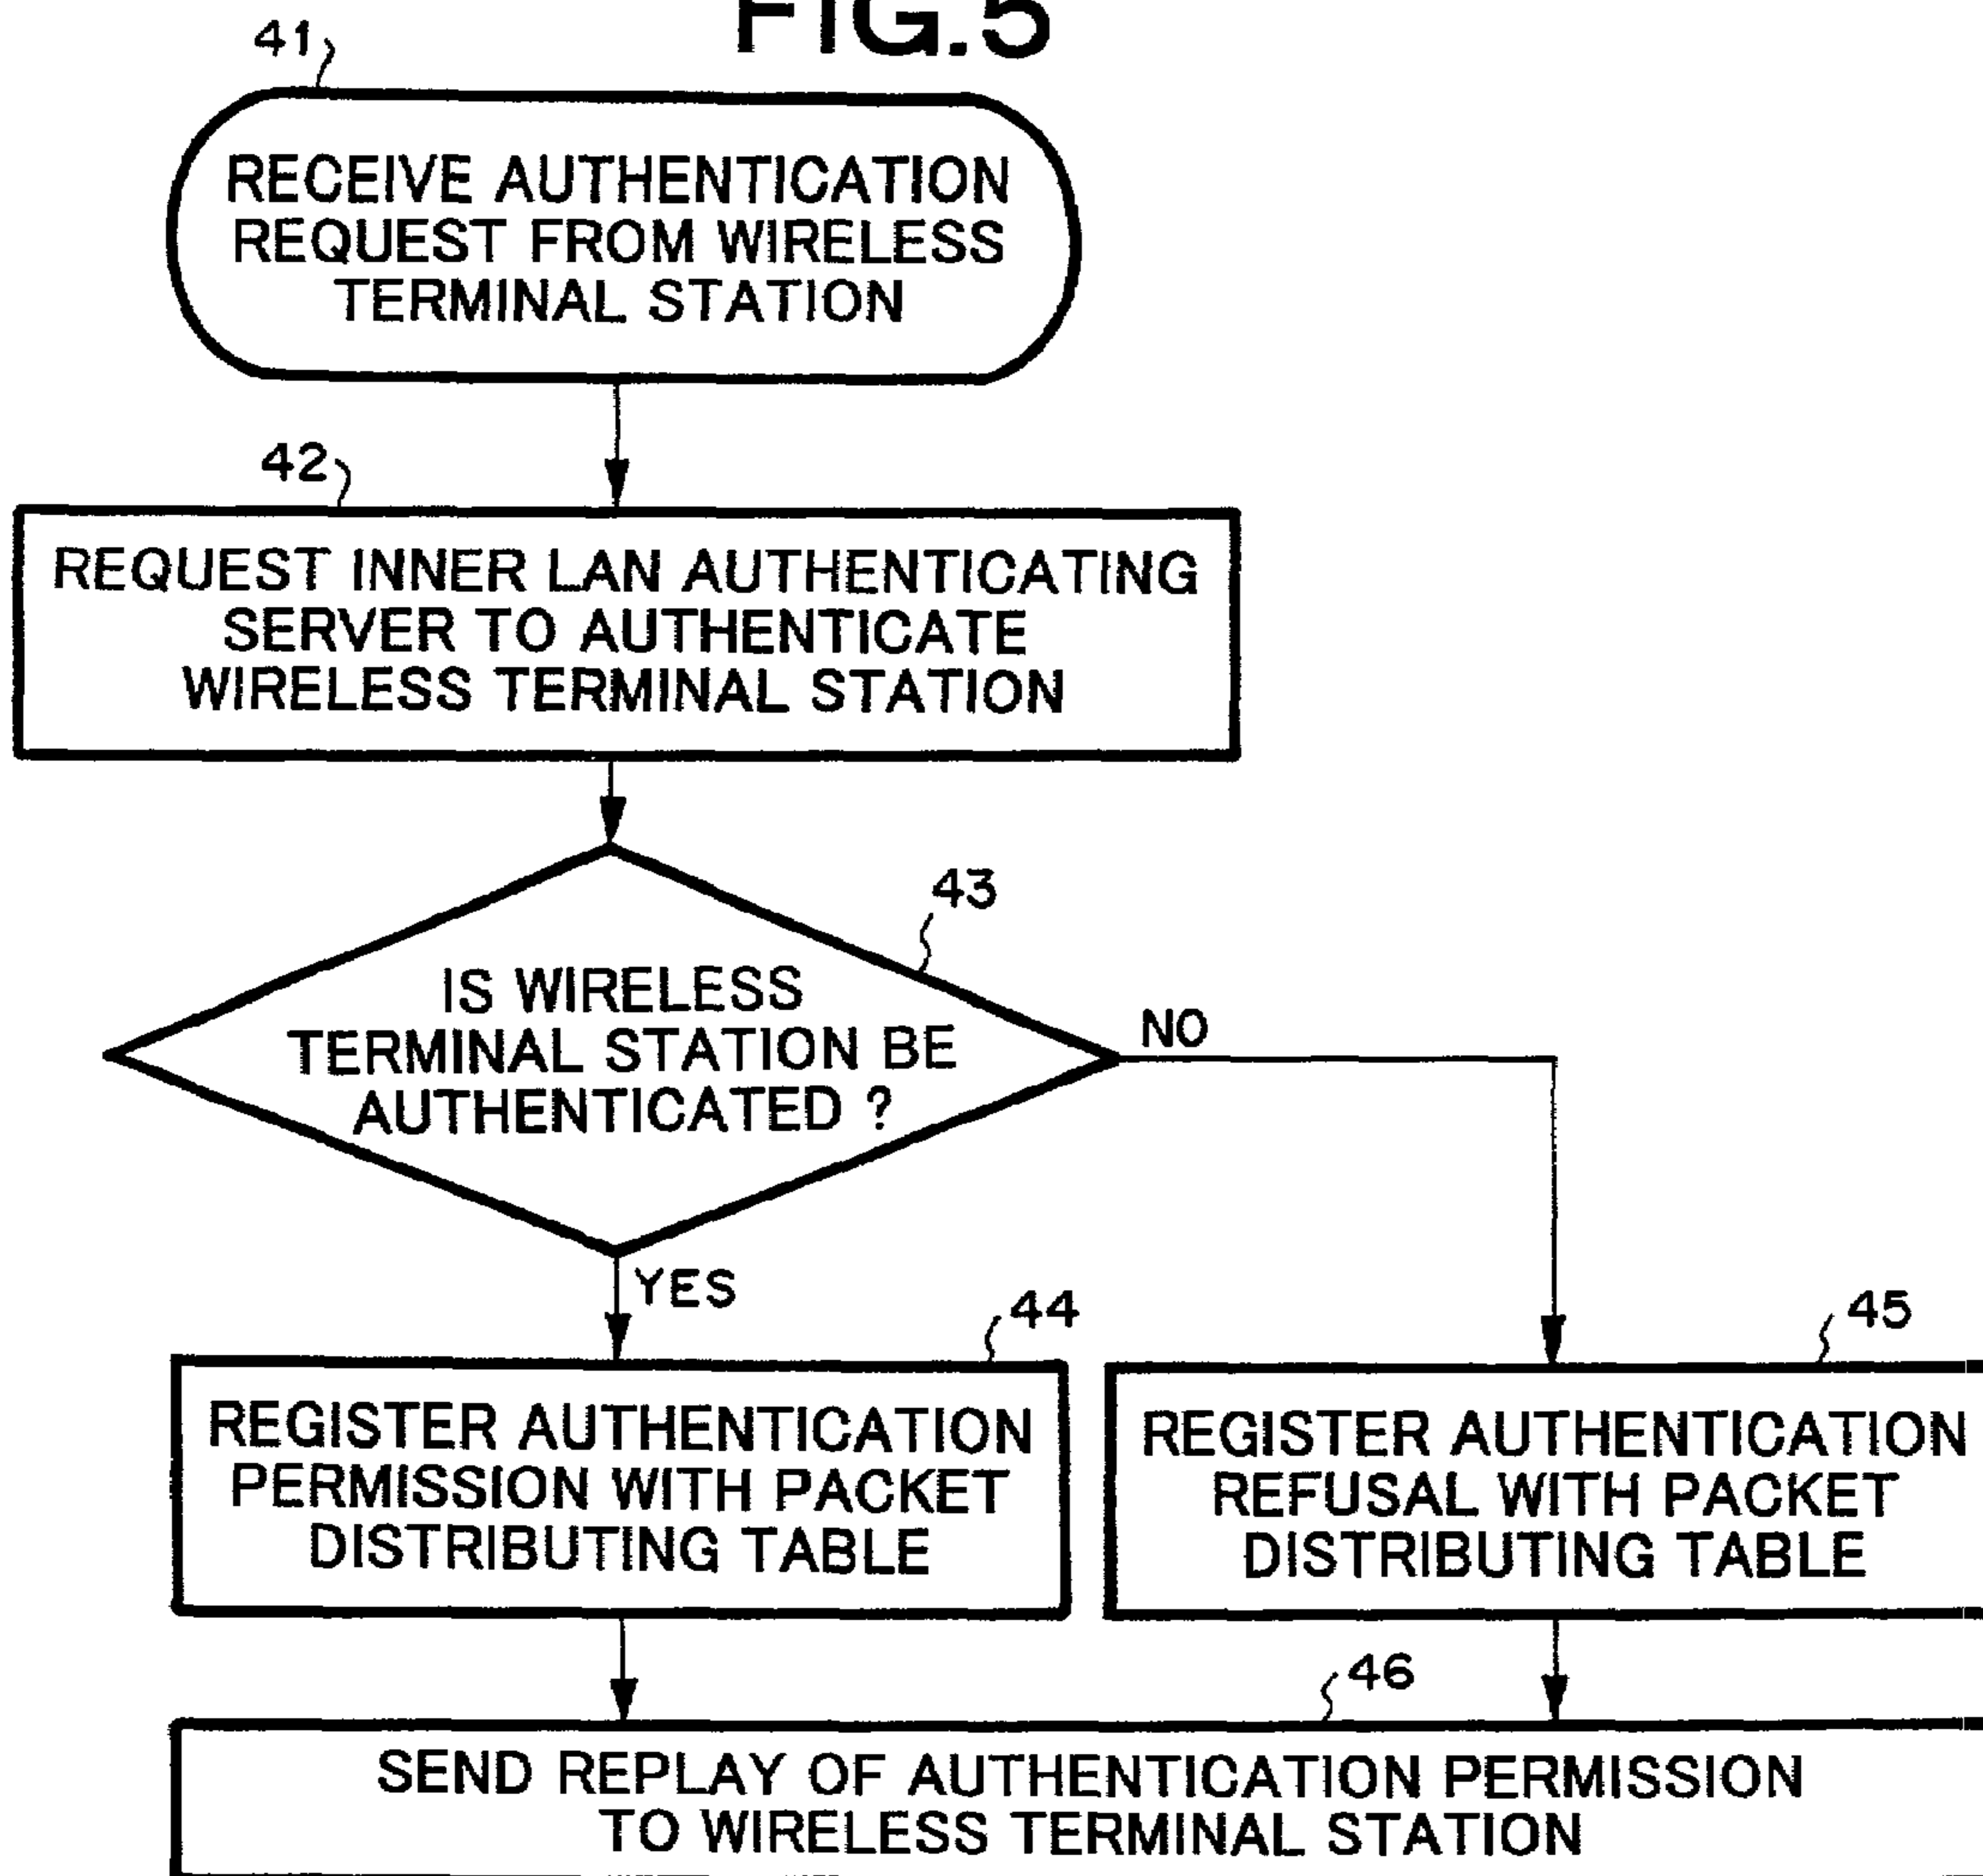 FIG.5
41
RECEIVE AUTHENTICATION
REQUEST FROM WIRELESS
TERMINAL STATION
42
REQUEST INNER LAN AUTHENTICATING
SERVER TO AUTHENTICATE
WIRELESS TERMINAL STATION
43
IS WIRELESS
TERMINAL STATION BE
AUTHENTICATED ?
NO
YES
44
REGISTER AUTHENTICATION
PERMISSION WITH PACKET
DISTRIBUTING TABLE
45
REGISTER AUTHENTICATION
REFUSAL WITH PACKET
DISTRIBUTING TABLE
46
SEND REPLAY OF AUTHENTICATION PERMISSION
TO WIRELESS TERMINAL STATION